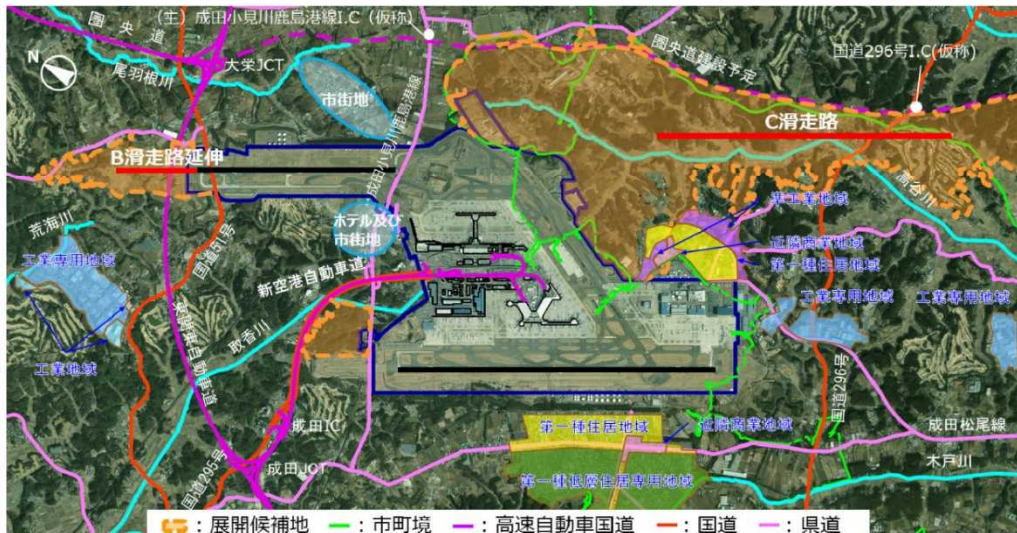 (主)成田小見川鹿島港線I.C(仮称)
圏央道
大栄JCT
尾羽根川
市街地
成田小見川鹿島港線
圏央道建設予定
国道296号I.C(仮称)
N
C滑走路
B滑走路延伸
高谷川
荒海川
国道51号
ホテル及び
市街地
準工業地域
近隣商業地域
第一種住居地域
工業専用地域
新空港自動車道
工業専用地域
工業専用地域
取香川
東関東自動車道
工業地域
国道296号
成田IC
第一種住居地域
近隣商業地域
成田松尾線
国道295号
成田JCT
第一種低層住居専用地域
木戸川
:展開候補地 :市町境 :高速自動車国道 :国道 :県道